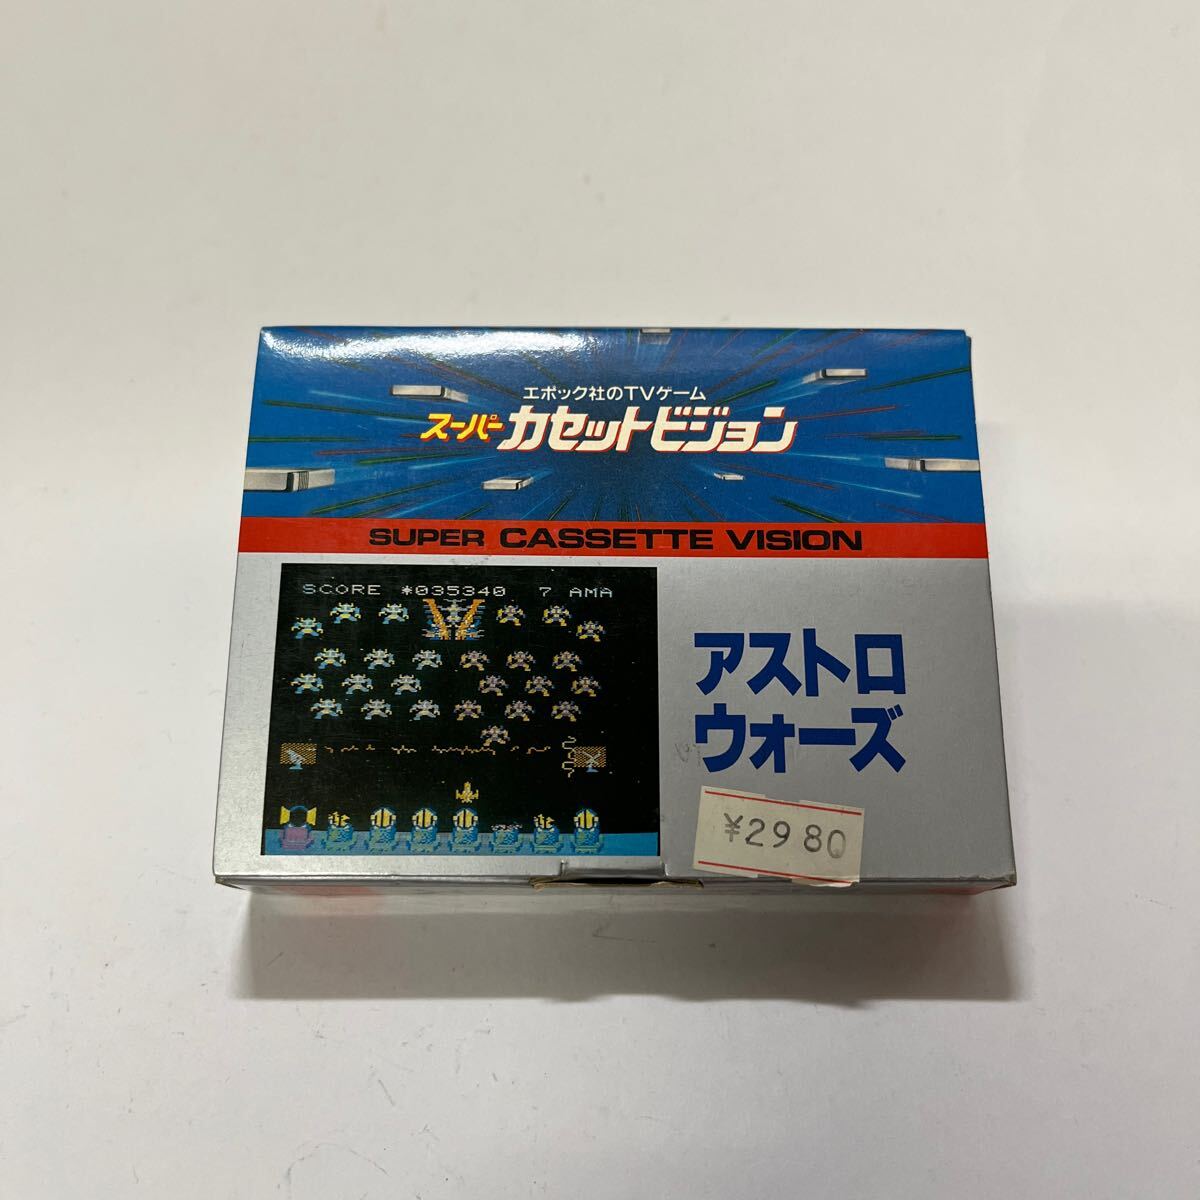 エポック社のTVゲーム
スーパーカセットビジョン
SUPER CASSETTE VISION
SCORE *035340 7 AMA
アストロ
ウォーズ
¥2980